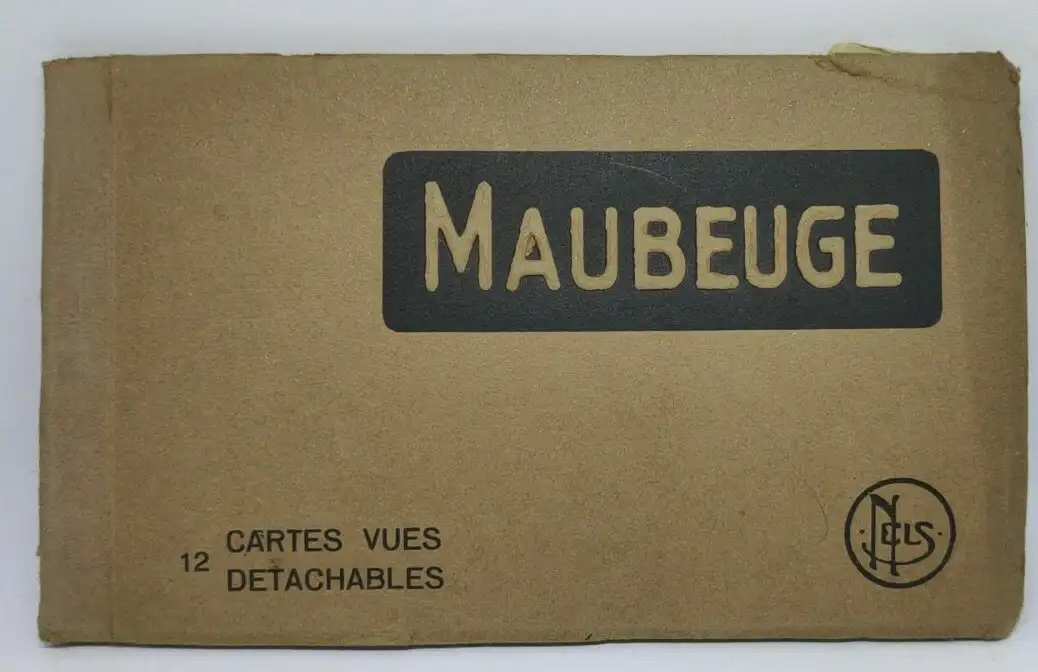 MAUBEUGE
12 CARTES VUES
DETACHABLES
NELS